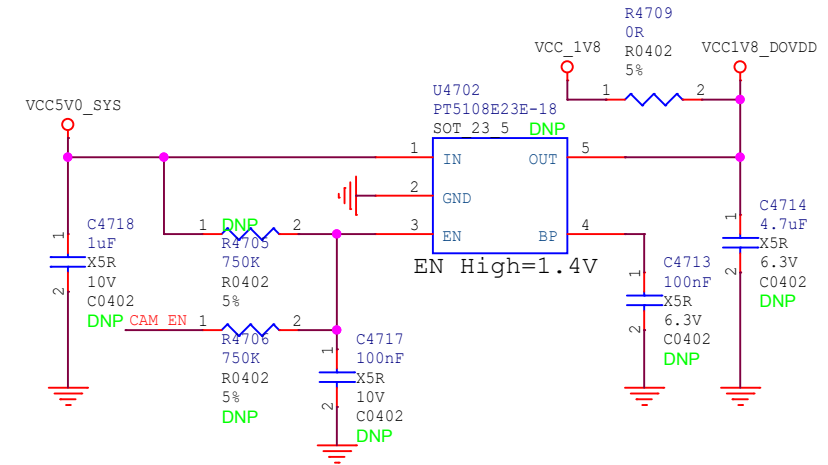 R4709
0R
R0402
5%
VCC_1V8
VCC1V8_DOVDD
1
2
U4702
PT5108E23E-18
SOT 23 5
DNP
VCC5V0_SYS
1
IN
OUT
5
2
GND
3
EN
BP
4
EN High=1.4V
1
DNP
2
R4705
750K
R0402
5%
1
C4718
1uF
X5R
10V
C0402
DNP
2
CAM EN
1
2
R4706
750K
R0402
5%
DNP
1
C4717
100nF
X5R
10V
C0402
DNP
2
1
C4713
100nF
X5R
6.3V
C0402
DNP
2
1
C4714
4.7uF
X5R
6.3V
C0402
DNP
2